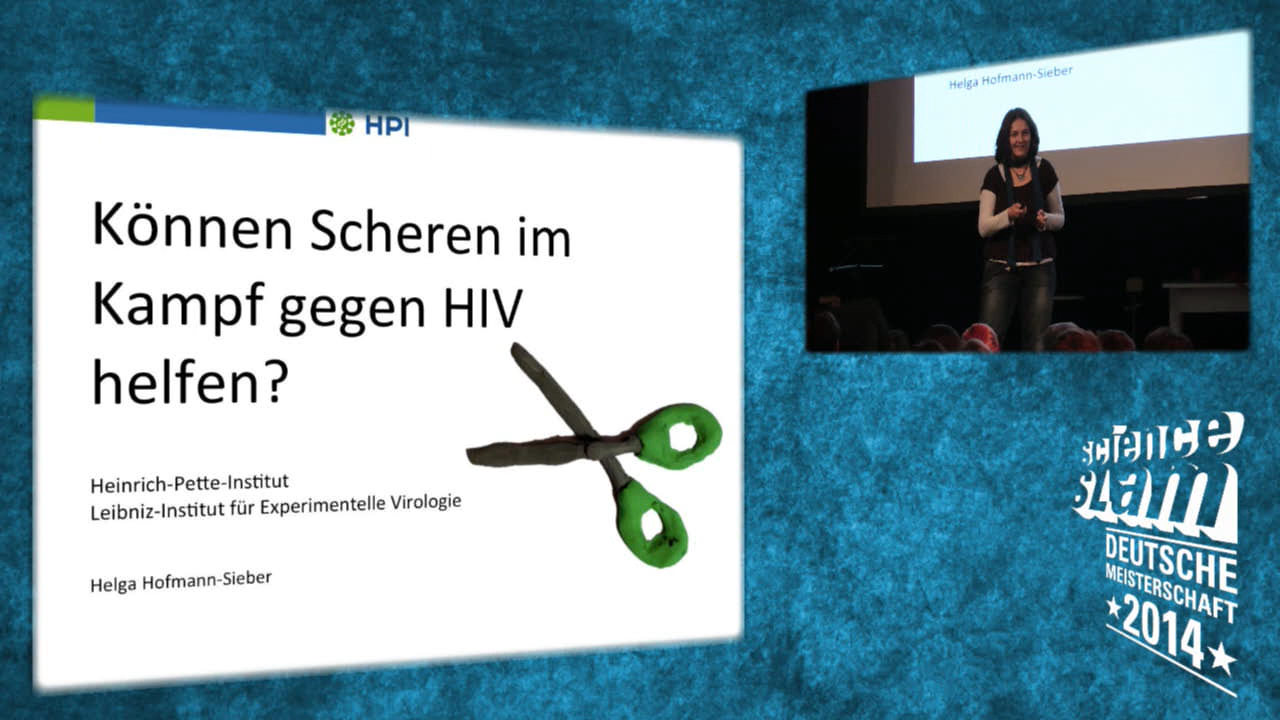 HPI
Können Scheren im
Kampf gegen HIV
helfen?
Heinrich-Pette-Institut
Leibniz-Institut für Experimentelle Virologie
Helga Hofmann-Sieber
Helga Hofmann-Sieber
science
slam
DEUTSCHE
MEISTERSCHAFT
2014